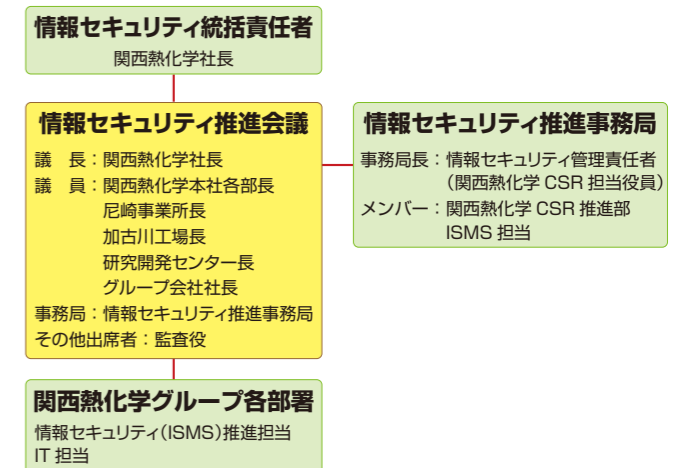 情報セキュリティ統括責任者
関西熱化学社長
情報セキュリティ推進会議
議　長：関西熱化学社長
議　員：関西熱化学本社各部長
尼崎事業所長
加古川工場長
研究開発センター長
グループ会社社長
事務局：情報セキュリティ推進事務局
その他出席者：監査役
情報セキュリティ推進事務局
事務局長：情報セキュリティ管理責任者
（関西熱化学 CSR 担当役員）
メンバー：関西熱化学 CSR 推進部
ISMS 担当
関西熱化学グループ各部署
情報セキュリティ（ISMS）推進担当
IT 担当